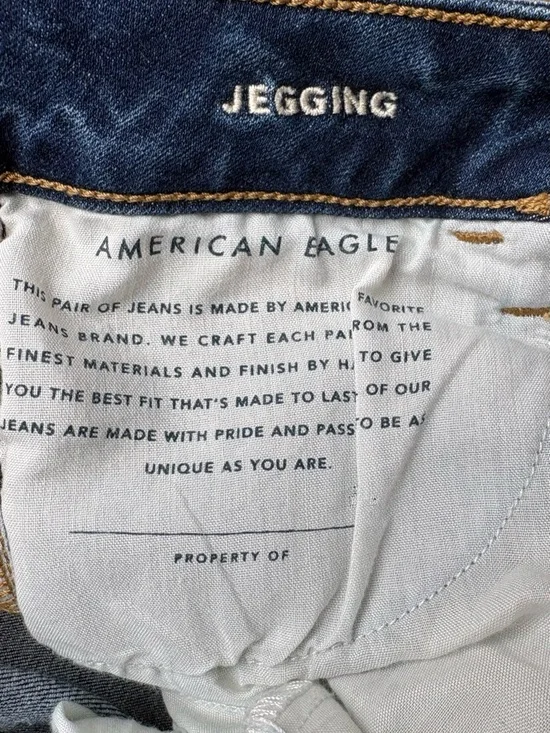 JEGGING
AMERICAN EAGLE
THIS PAIR OF JEANS IS MADE BY AMERIC FAVORITE
JEANS BRAND. WE CRAFT EACH PAI ROM THE
FINEST MATERIALS AND FINISH BY HA TO GIVE
YOU THE BEST FIT THAT'S MADE TO LAST OF OUR
JEANS ARE MADE WITH PRIDE AND PASS O BE AS
UNIQUE AS YOU ARE.
PROPERTY OF